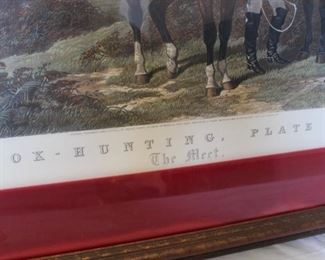 OX-HUNTING, PLATE
The Meet.